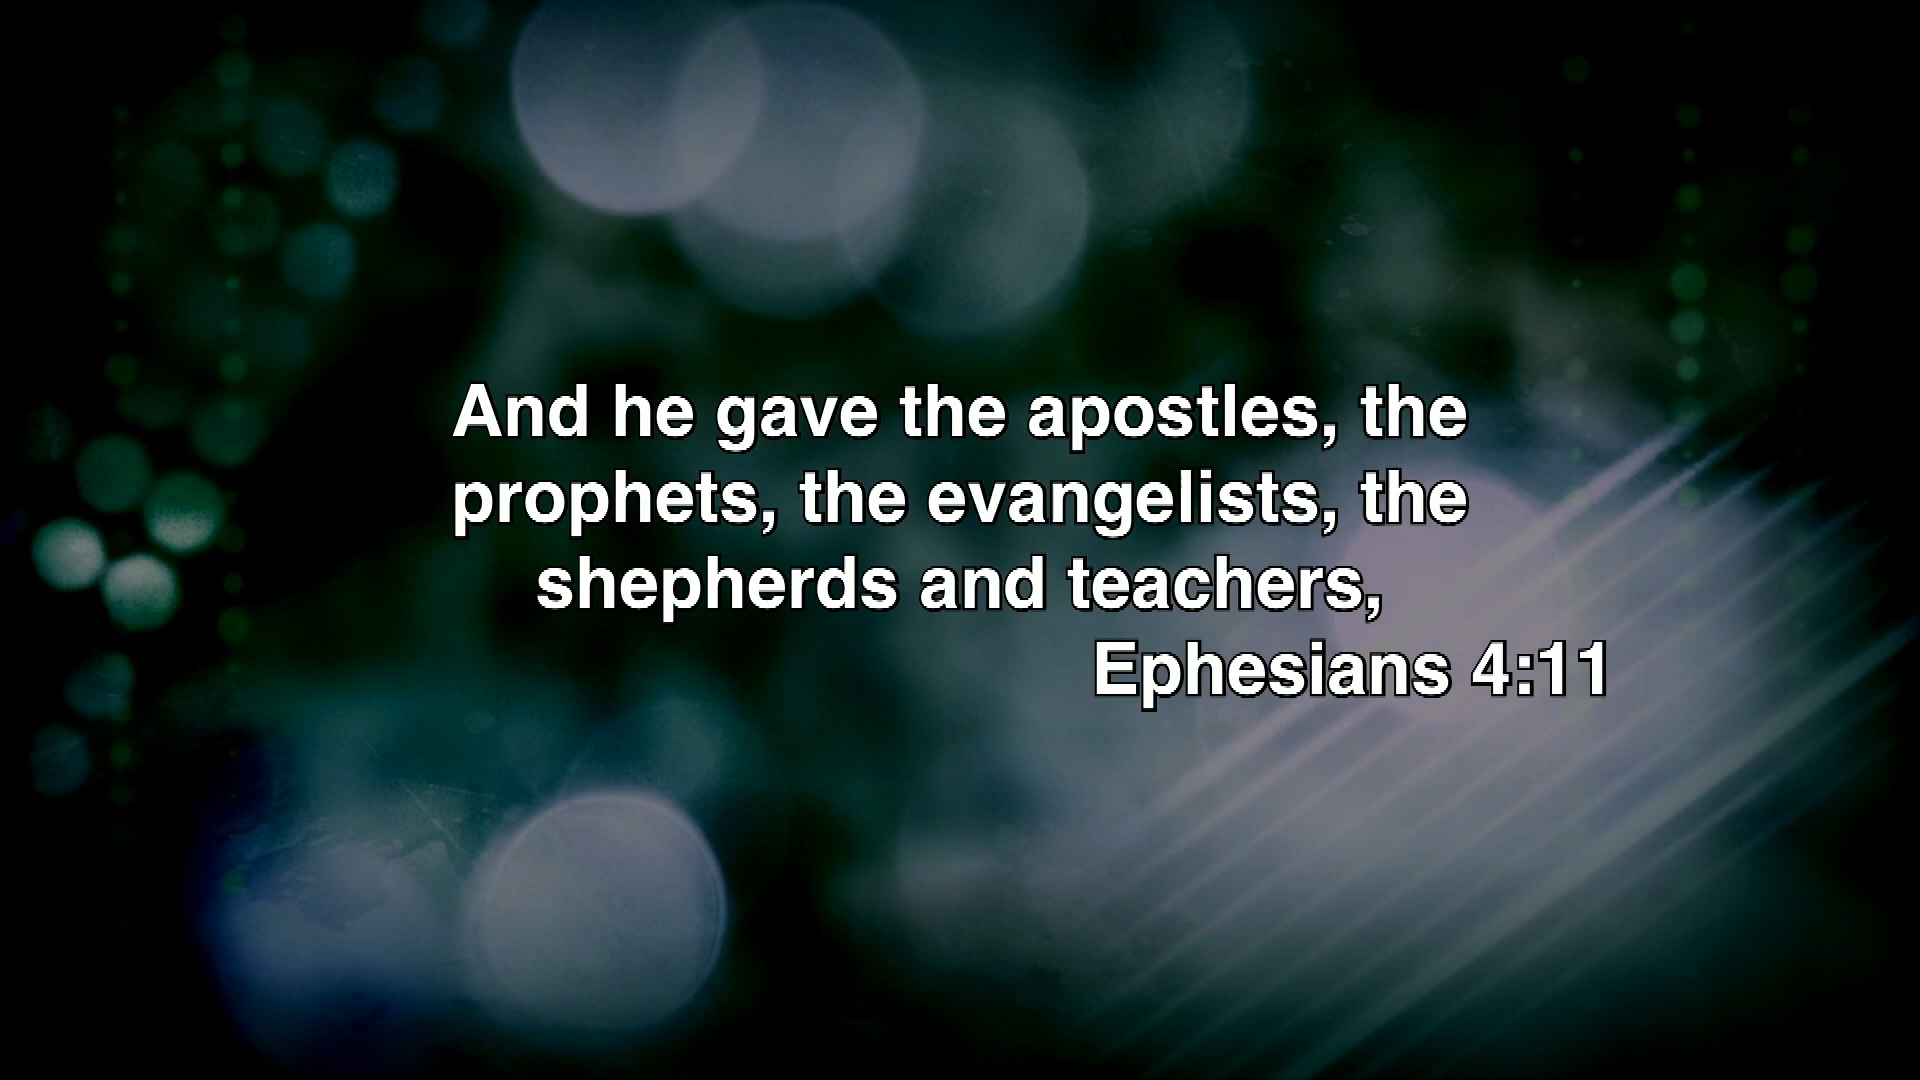 And he gave the apostles, the
prophets, the evangelists, the
shepherds and teachers,
Ephesians 4:11